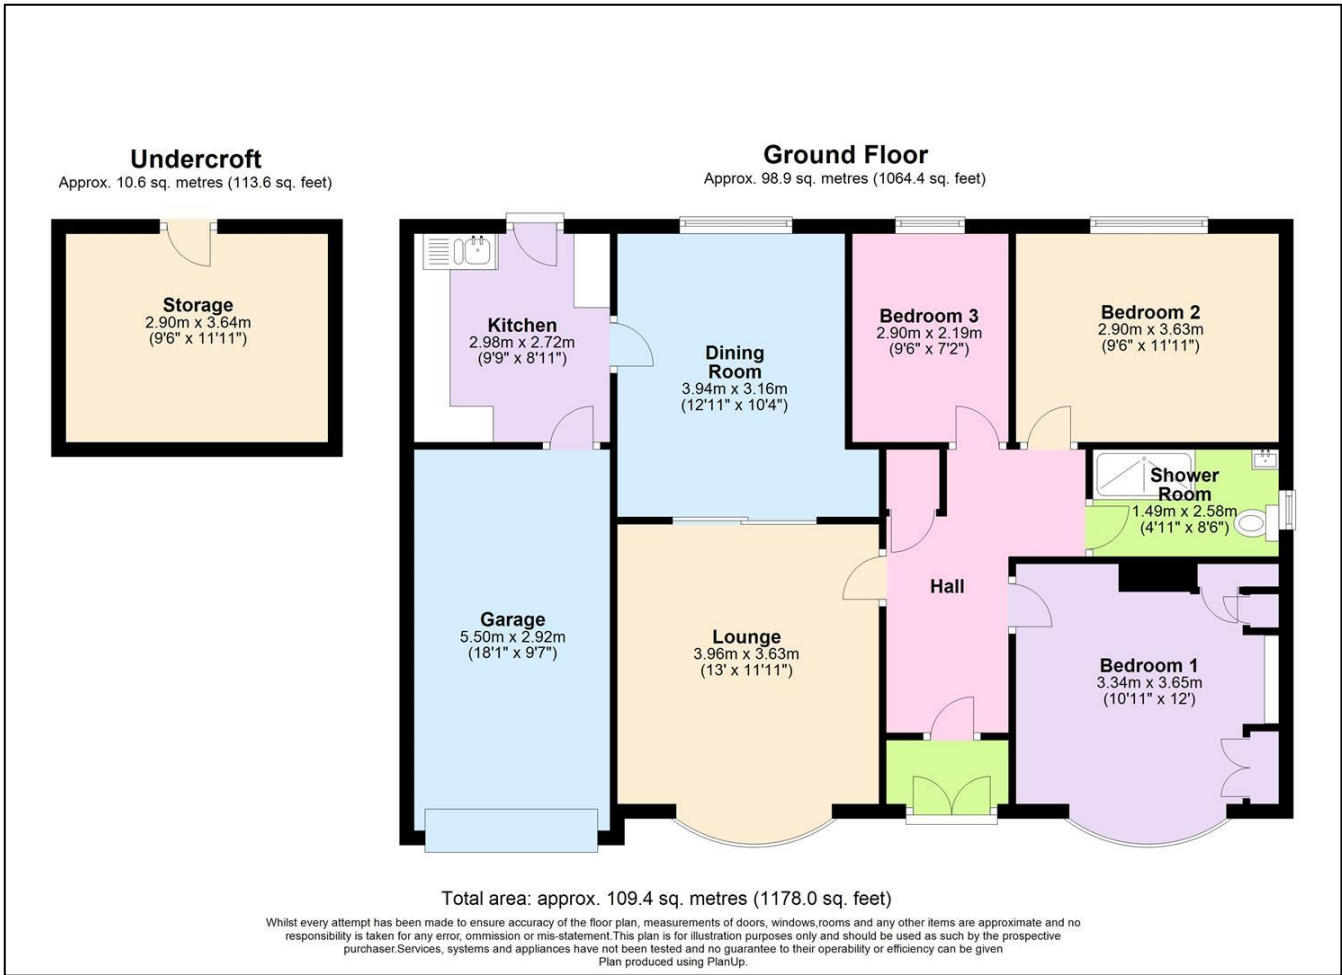 Undercroft
Approx. 10.6 sq. metres (113.6 sq. feet)
Ground Floor
Approx. 98.9 sq. metres (1064.4 sq. feet)
Storage
2.90m x 3.64m
(9'6" x 11'11")
Kitchen
2.98m x 2.72m
(9'9" x 8'11")
Dining
Room
3.94m x 3.16m
(12'11" x 10'4")
Bedroom 3
2.90m x 2.19m
(9'6" x 7'2")
Bedroom 2
2.90m x 3.63m
(9'6" x 11'11")
Shower
Room
1.49m x 2.58m
(4'11" x 8'6")
Garage
5.50m x 2.92m
(18'1" x 9'7")
Lounge
3.96m x 3.63m
(13' x 11'11")
Hall
Bedroom 1
3.34m x 3.65m
(10'11" x 12')
Total area: approx. 109.4 sq. metres (1178.0 sq. feet)
Whilst every attempt has been made to ensure accuracy of the floor plan, measurements of doors, windows,rooms and any other items are approximate and no
responsibility is taken for any error, ommission or mis-statement.This plan is for illustration purposes only and should be used as such by the prospective
purchaser.Services, systems and appliances have not been tested and no guarantee to their operability or efficiency can be given
Plan produced using PlanUp.